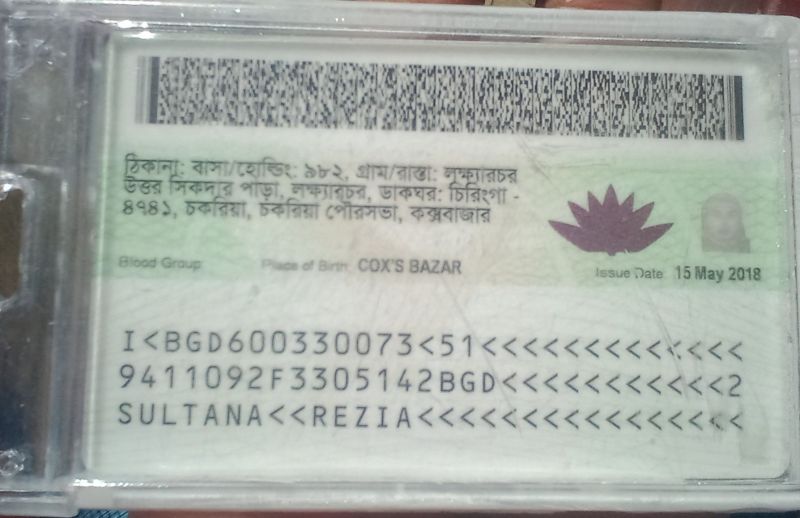 ঠিকানা: বাসা/হোল্ডিং: ৯৮২, গ্রাম/রাস্তা: লক্ষ্যারচর
উত্তর সিকদার পাড়া, লক্ষ্যারচর, ডাকঘর: চিরিংগা -
৪৭৪১, চকরিয়া, চকরিয়া পৌরসভা, কক্সবাজার
Blood Group Place of Birth COX'S BAZAR Issue Date 15 May 2018
I<BGD600330073<51<<<<<<<<<<<<<
9411092F3305142BGD<<<<<<<<<<<2
SULTANA<<REZIA<<<<<<<<<<<<<<<<